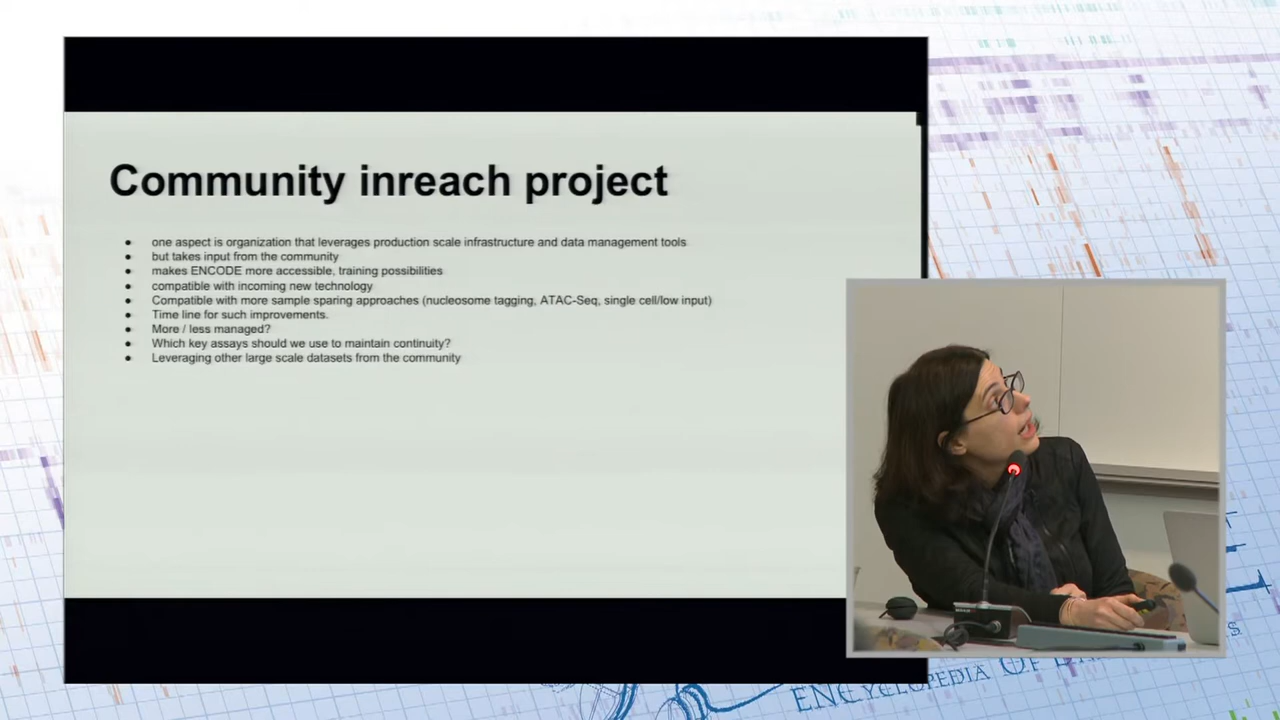 Community inreach project
● one aspect is organization that leverages production scale infrastructure and data management tools
● but takes input from the community
● makes ENCODE more accessible, training possibilities
● compatible with incoming new technology
● Compatible with more sample sparing approaches (nucleosome tagging, ATAC-Seq, single cell/low input)
● Time line for such improvements.
● More / less managed?
● Which key assays should we use to maintain continuity?
● Leveraging other large scale datasets from the community
ENCYCLOPEDIA OF